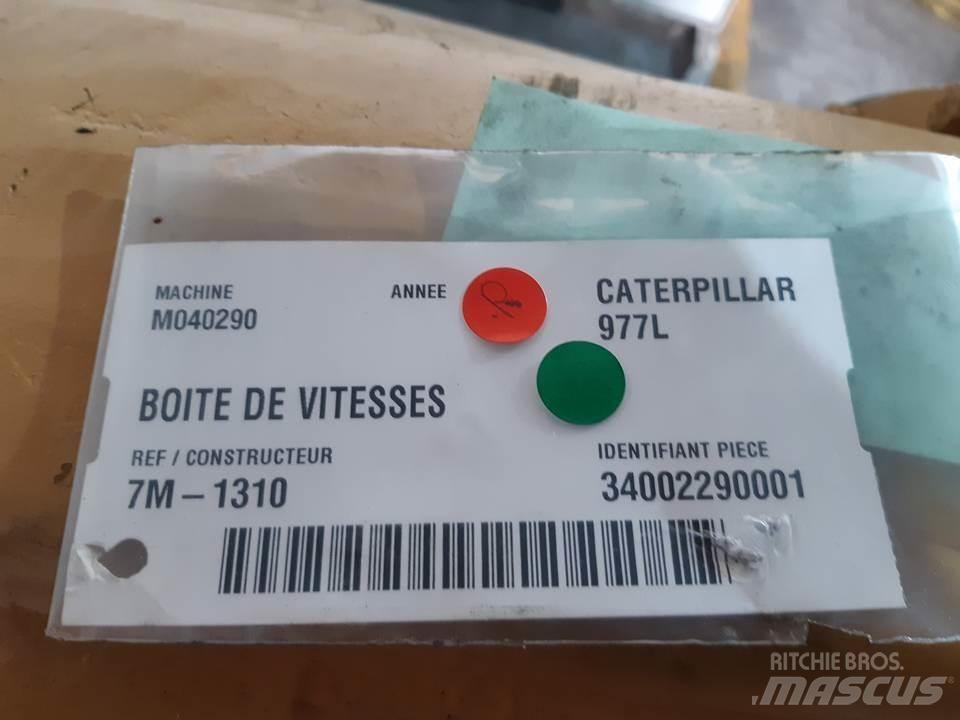 MACHINE
M040290
ANNEE
CATERPILLAR
977L
BOITE DE VITESSES
REF / CONSTRUCTEUR
7M – 1310
IDENTIFIANT PIECE
34002290001
RITCHIE BROS.
MASCUS